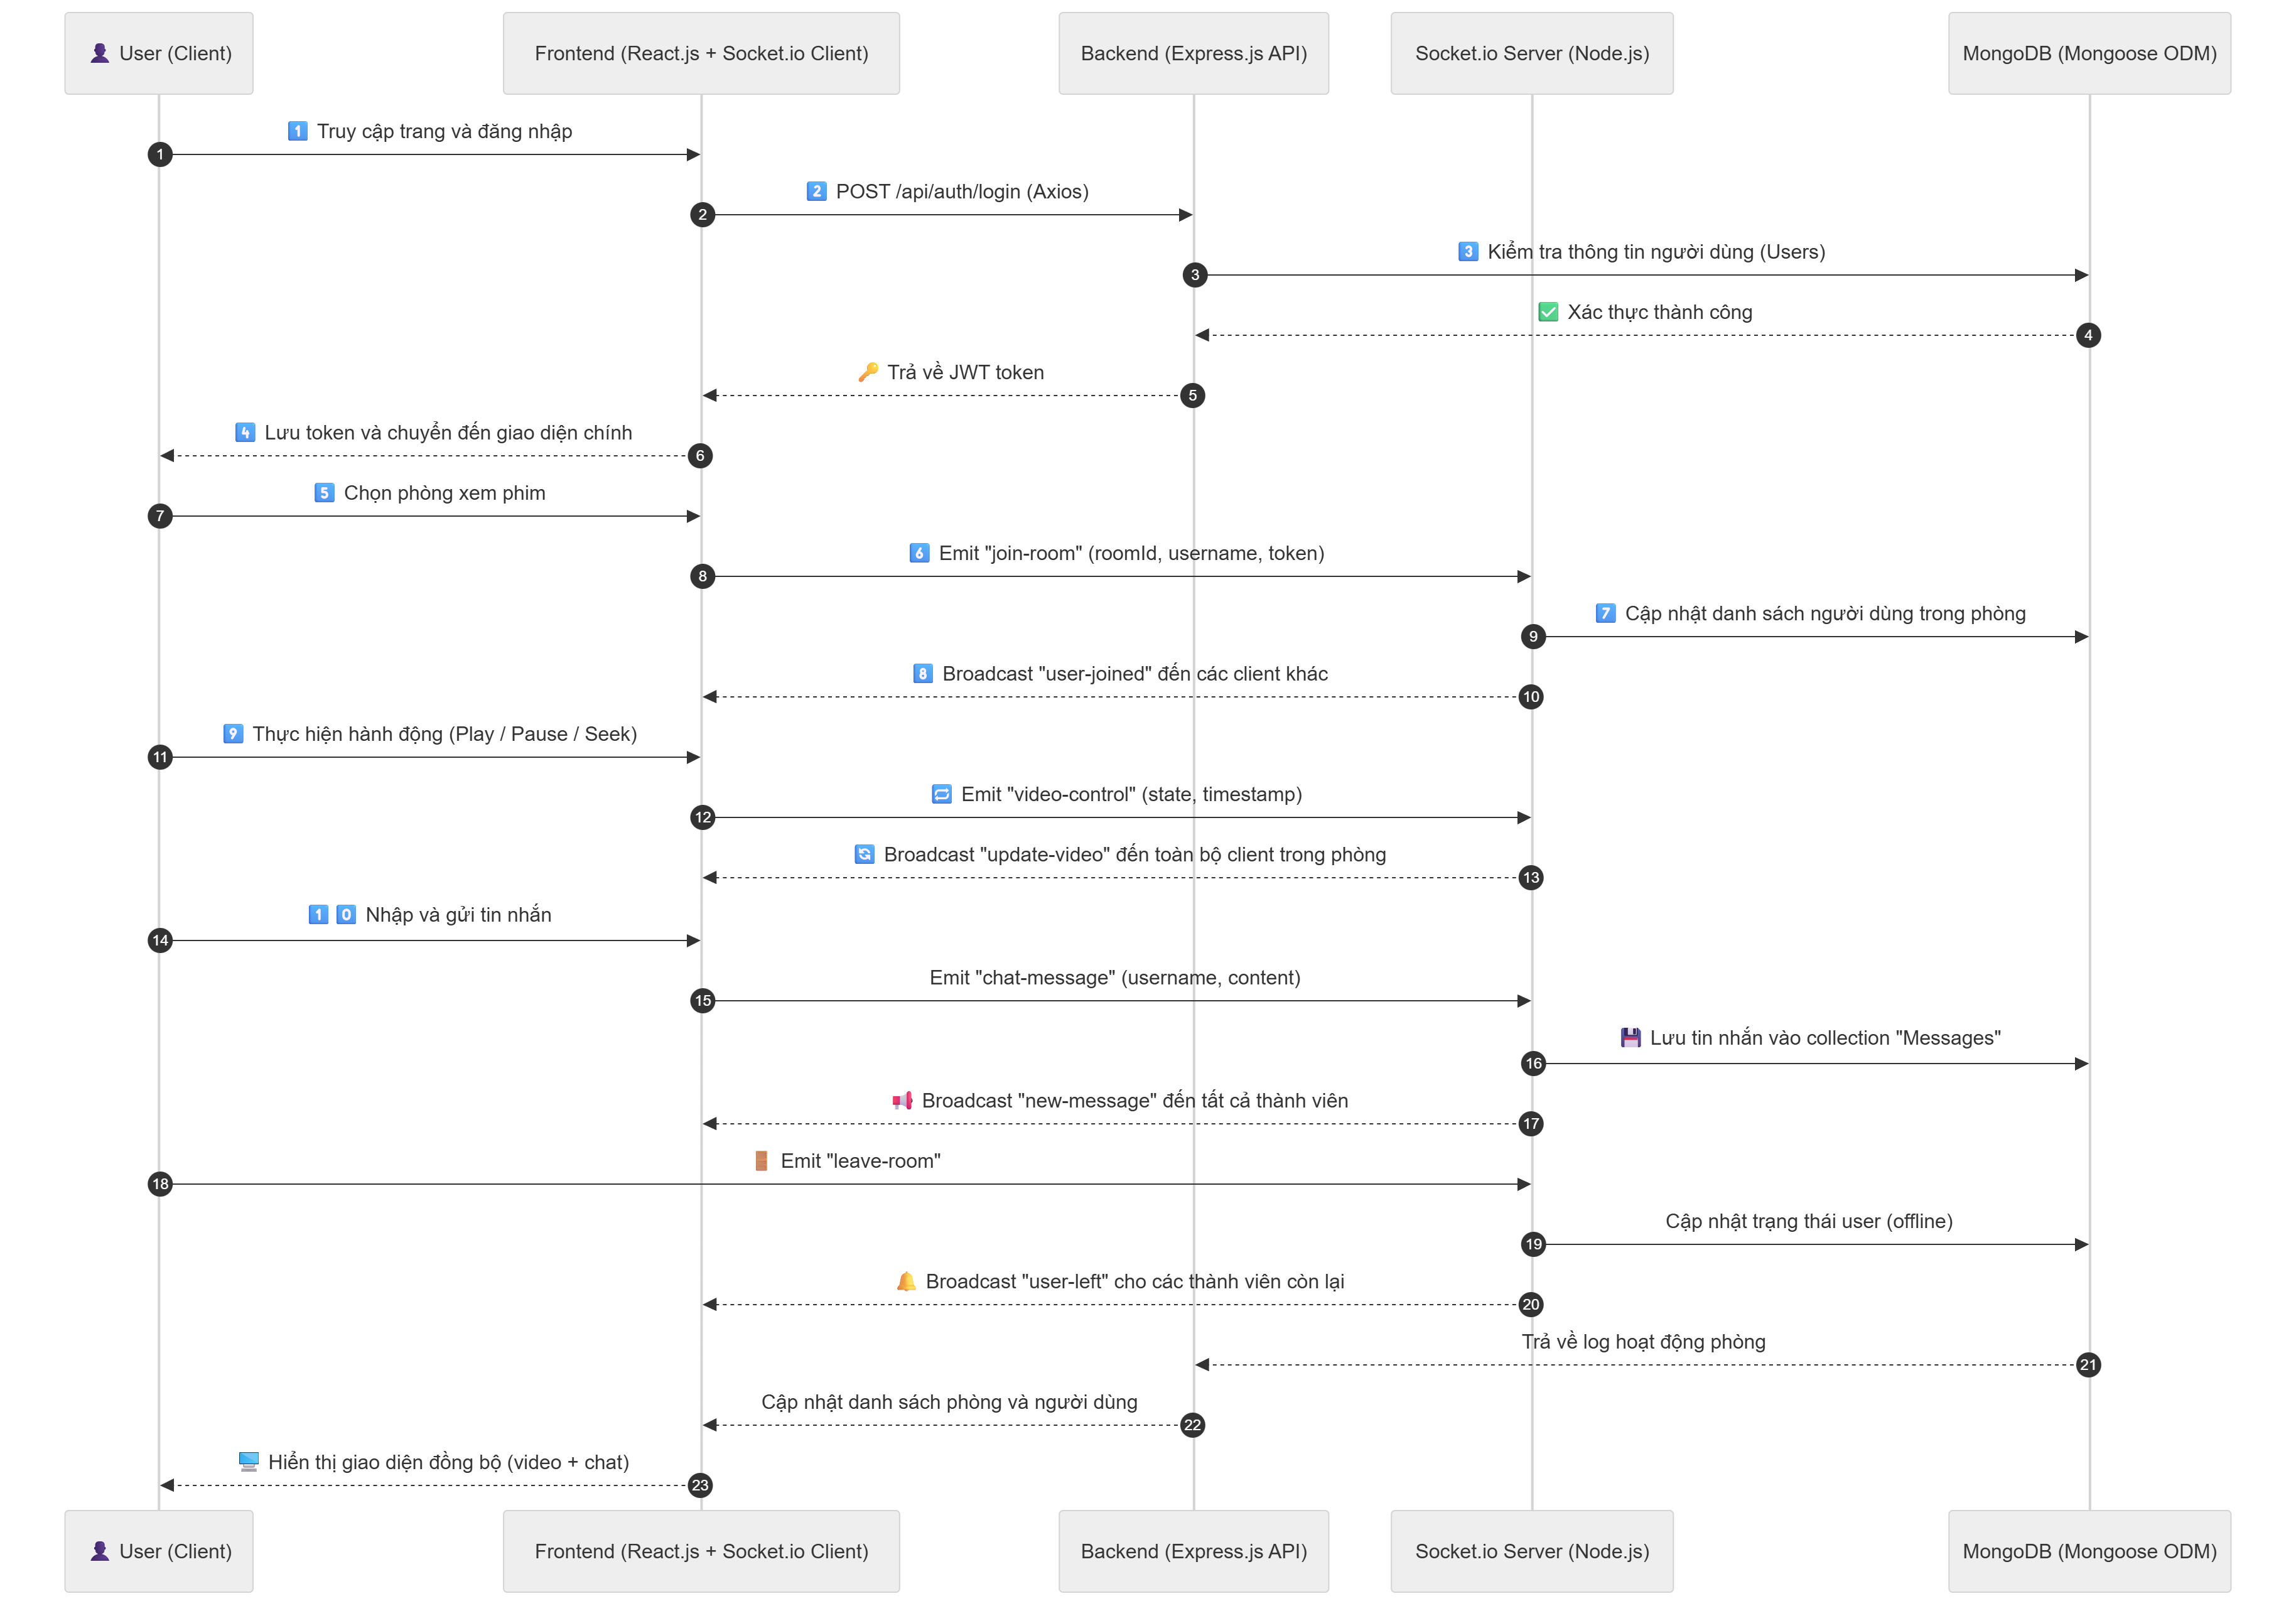 User (Client)
Frontend (React.js + Socket.io Client)
Backend (Express.js API)
Socket.io Server (Node.js)
MongoDB (Mongoose ODM)
1️⃣ Truy cập trang và đăng nhập
1
2️⃣ POST /api/auth/login (Axios)
2
3️⃣ Kiểm tra thông tin người dùng (Users)
3
✅ Xác thực thành công
4
🔑 Trả về JWT token
5
4️⃣ Lưu token và chuyển đến giao diện chính
6
5️⃣ Chọn phòng xem phim
7
6️⃣ Emit "join-room" (roomId, username, token)
8
7️⃣ Cập nhật danh sách người dùng trong phòng
9
8️⃣ Broadcast "user-joined" đến các client khác
10
9️⃣ Thực hiện hành động (Play / Pause / Seek)
11
🔁 Emit "video-control" (state, timestamp)
12
🔄 Broadcast "update-video" đến toàn bộ client trong phòng
13
1️⃣ 0️⃣ Nhập và gửi tin nhắn
14
Emit "chat-message" (username, content)
15
💾 Lưu tin nhắn vào collection "Messages"
16
📢 Broadcast "new-message" đến tất cả thành viên
17
🚪 Emit "leave-room"
18
Cập nhật trạng thái user (offline)
19
🔔 Broadcast "user-left" cho các thành viên còn lại
20
Trả về log hoạt động phòng
21
Cập nhật danh sách phòng và người dùng
22
🖥️ Hiển thị giao diện đồng bộ (video + chat)
23
User (Client)
Frontend (React.js + Socket.io Client)
Backend (Express.js API)
Socket.io Server (Node.js)
MongoDB (Mongoose ODM)